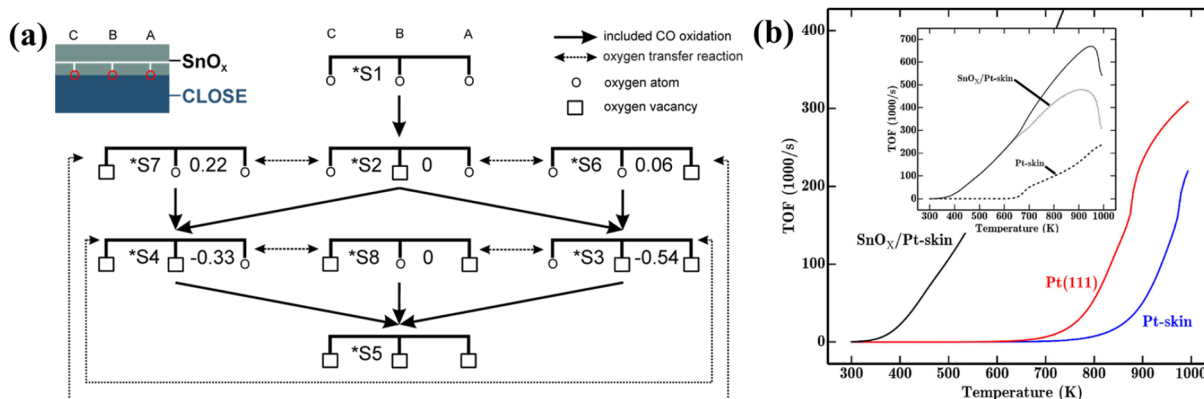 (a)
C B A
SnOx
CLOSE
C B A
*S1
included CO oxidation
oxygen transfer reaction
oxygen atom
oxygen vacancy
*S7 0.22
*S2 0
*S6 0.06
*S4 -0.33
*S8 0
*S3 -0.54
*S5
(b)
TOF (1000/s)
400
300
200
100
0
300 400 500 600 700 800 900 1000
Temperature (K)
SnOX/Pt-skin
Pt(111)
Pt-skin
TOF (1000/s)
700
600
500
400
300
200
100
0
300 400 500 600 700 800 900 1000
Temperature (K)
SnOX/Pt-skin
Pt-skin